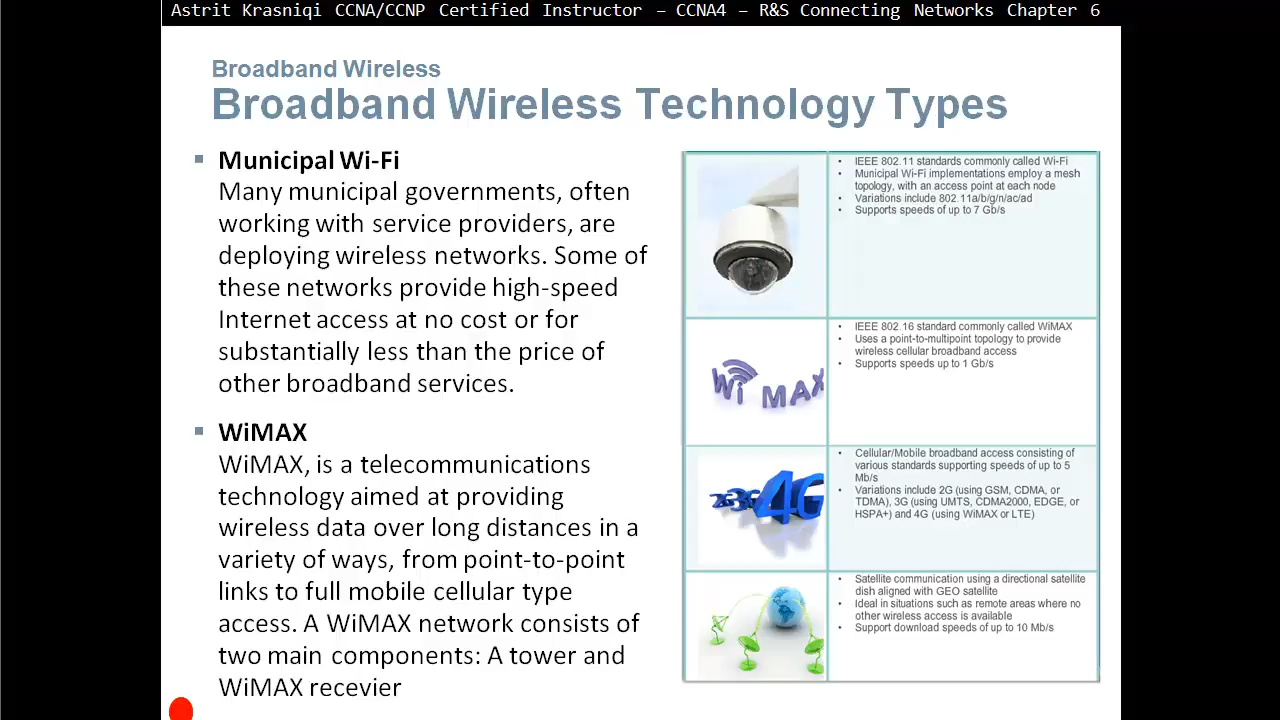 Astrit Krasniqi CCNA/CCNP Certified Instructor – CCNA4 – R&S Connecting Networks Chapter 6
Broadband Wireless
Broadband Wireless Technology Types
Municipal Wi-Fi
Many municipal governments, often
working with service providers, are
deploying wireless networks. Some of
these networks provide high-speed
Internet access at no cost or for
substantially less than the price of
other broadband services.
WiMAX
WiMAX, is a telecommunications
technology aimed at providing
wireless data over long distances in a
variety of ways, from point-to-point
links to full mobile cellular type
access. A WiMAX network consists of
two main components: A tower and
WiMAX recevier
• IEEE 802.11 standards commonly called Wi-Fi
• Municipal Wi-Fi implementations employ a mesh
topology, with an access point at each node
• Variations include 802.11a/b/g/n/ac/ad
• Supports speeds of up to 7 Gb/s
Wi MAX
• IEEE 802.16 standard commonly called WiMAX
• Uses a point-to-multipoint topology to provide
wireless cellular broadband access
• Supports speeds up to 1 Gb/s
2G 3G 4G
• Cellular/Mobile broadband access consisting of
various standards supporting speeds of up to 5
Mb/s
• Variations include 2G (using GSM, CDMA, or
TDMA), 3G (using UMTS, CDMA2000, EDGE, or
HSPA+) and 4G (using WiMAX or LTE)
• Satellite communication using a directional satellite
dish aligned with GEO satellite
• Ideal in situations such as remote areas where no
other wireless access is available
• Support download speeds of up to 10 Mb/s